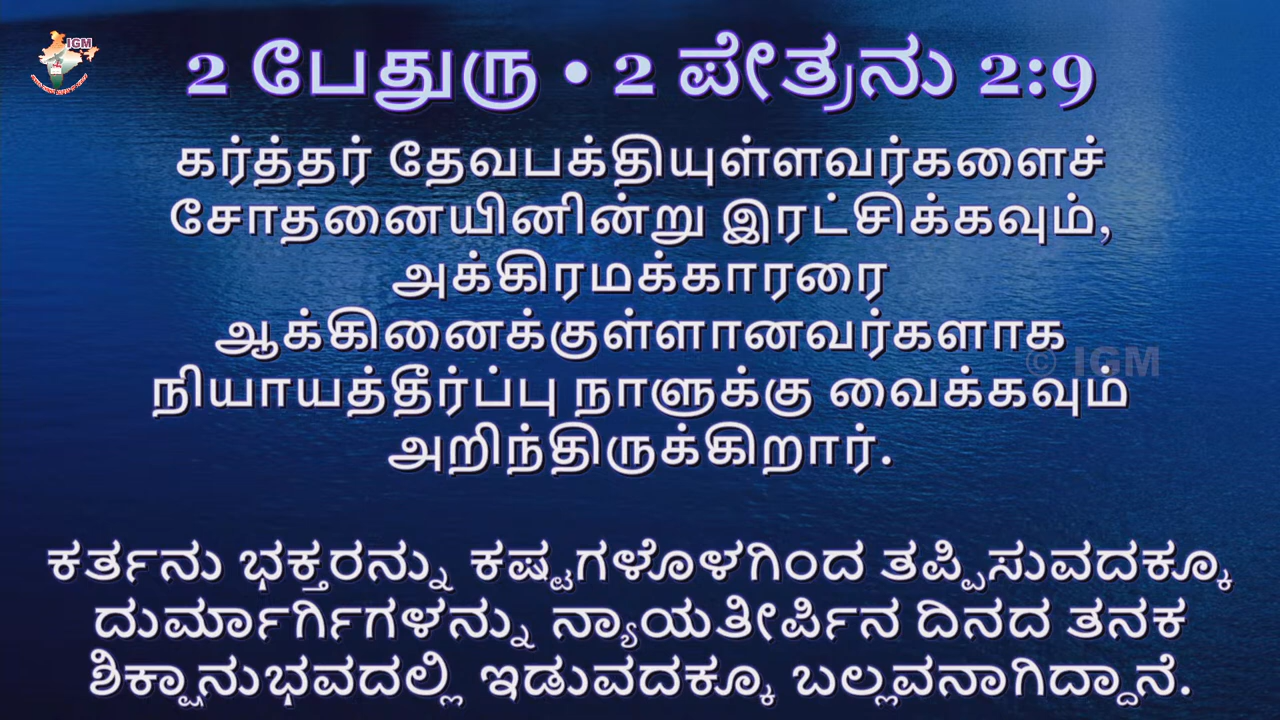 IGM
2 பேதுரு • 2 ಪೇತ್ರನು 2:9
கர்த்தர் தேவபக்தியுள்ளவர்களைச்
சோதனையினின்று இரட்சிக்கவும்,
அக்கிரமக்காரரை
ஆக்கினைக்குள்ளானவர்களாக
© IGM
நியாயத்தீர்ப்பு நாளுக்கு வைக்கவும்
அறிந்திருக்கிறார்.
ಕರ್ತನು ಭಕ್ತರನ್ನು ಕಷ್ಟಗಳೊಳಗಿಂದ ತಪ್ಪಿಸುವದಕ್ಕೂ
ದುರ್ಮಾರ್ಗಿಗಳನ್ನು ನ್ಯಾಯತೀರ್ಪಿನ ದಿನದ ತನಕ
ಶಿಕ್ಷಾನುಭವದಲ್ಲಿ ಇಡುವದಕ್ಕೂ ಬಲ್ಲವನಾಗಿದ್ದಾನೆ.